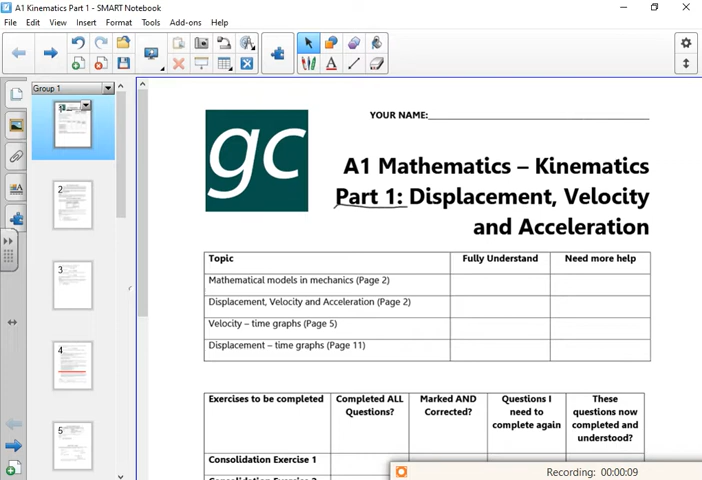 A1 Kinematics Part 1 - SMART Notebook
File Edit View Insert Format Tools Add-ons Help
Group 1
2
3
4
5
YOUR NAME:
gc
A1 Mathematics – Kinematics
Part 1: Displacement, Velocity
and Acceleration
Topic Fully Understand Need more help
Mathematical models in mechanics (Page 2)
Displacement, Velocity and Acceleration (Page 2)
Velocity – time graphs (Page 5)
Displacement – time graphs (Page 11)
Exercises to be completed Completed ALL Questions? Marked AND Corrected? Questions I need to complete again These questions now completed and understood?
Consolidation Exercise 1
Recording: 00:00:09